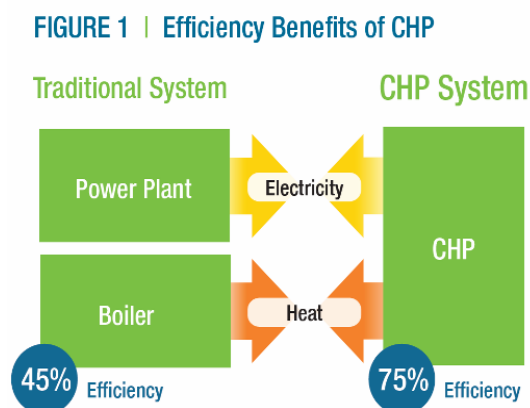 FIGURE 1 | Efficiency Benefits of CHP
Traditional System
CHP System
Power Plant
Electricity
CHP
Boiler
Heat
45% Efficiency
75% Efficiency